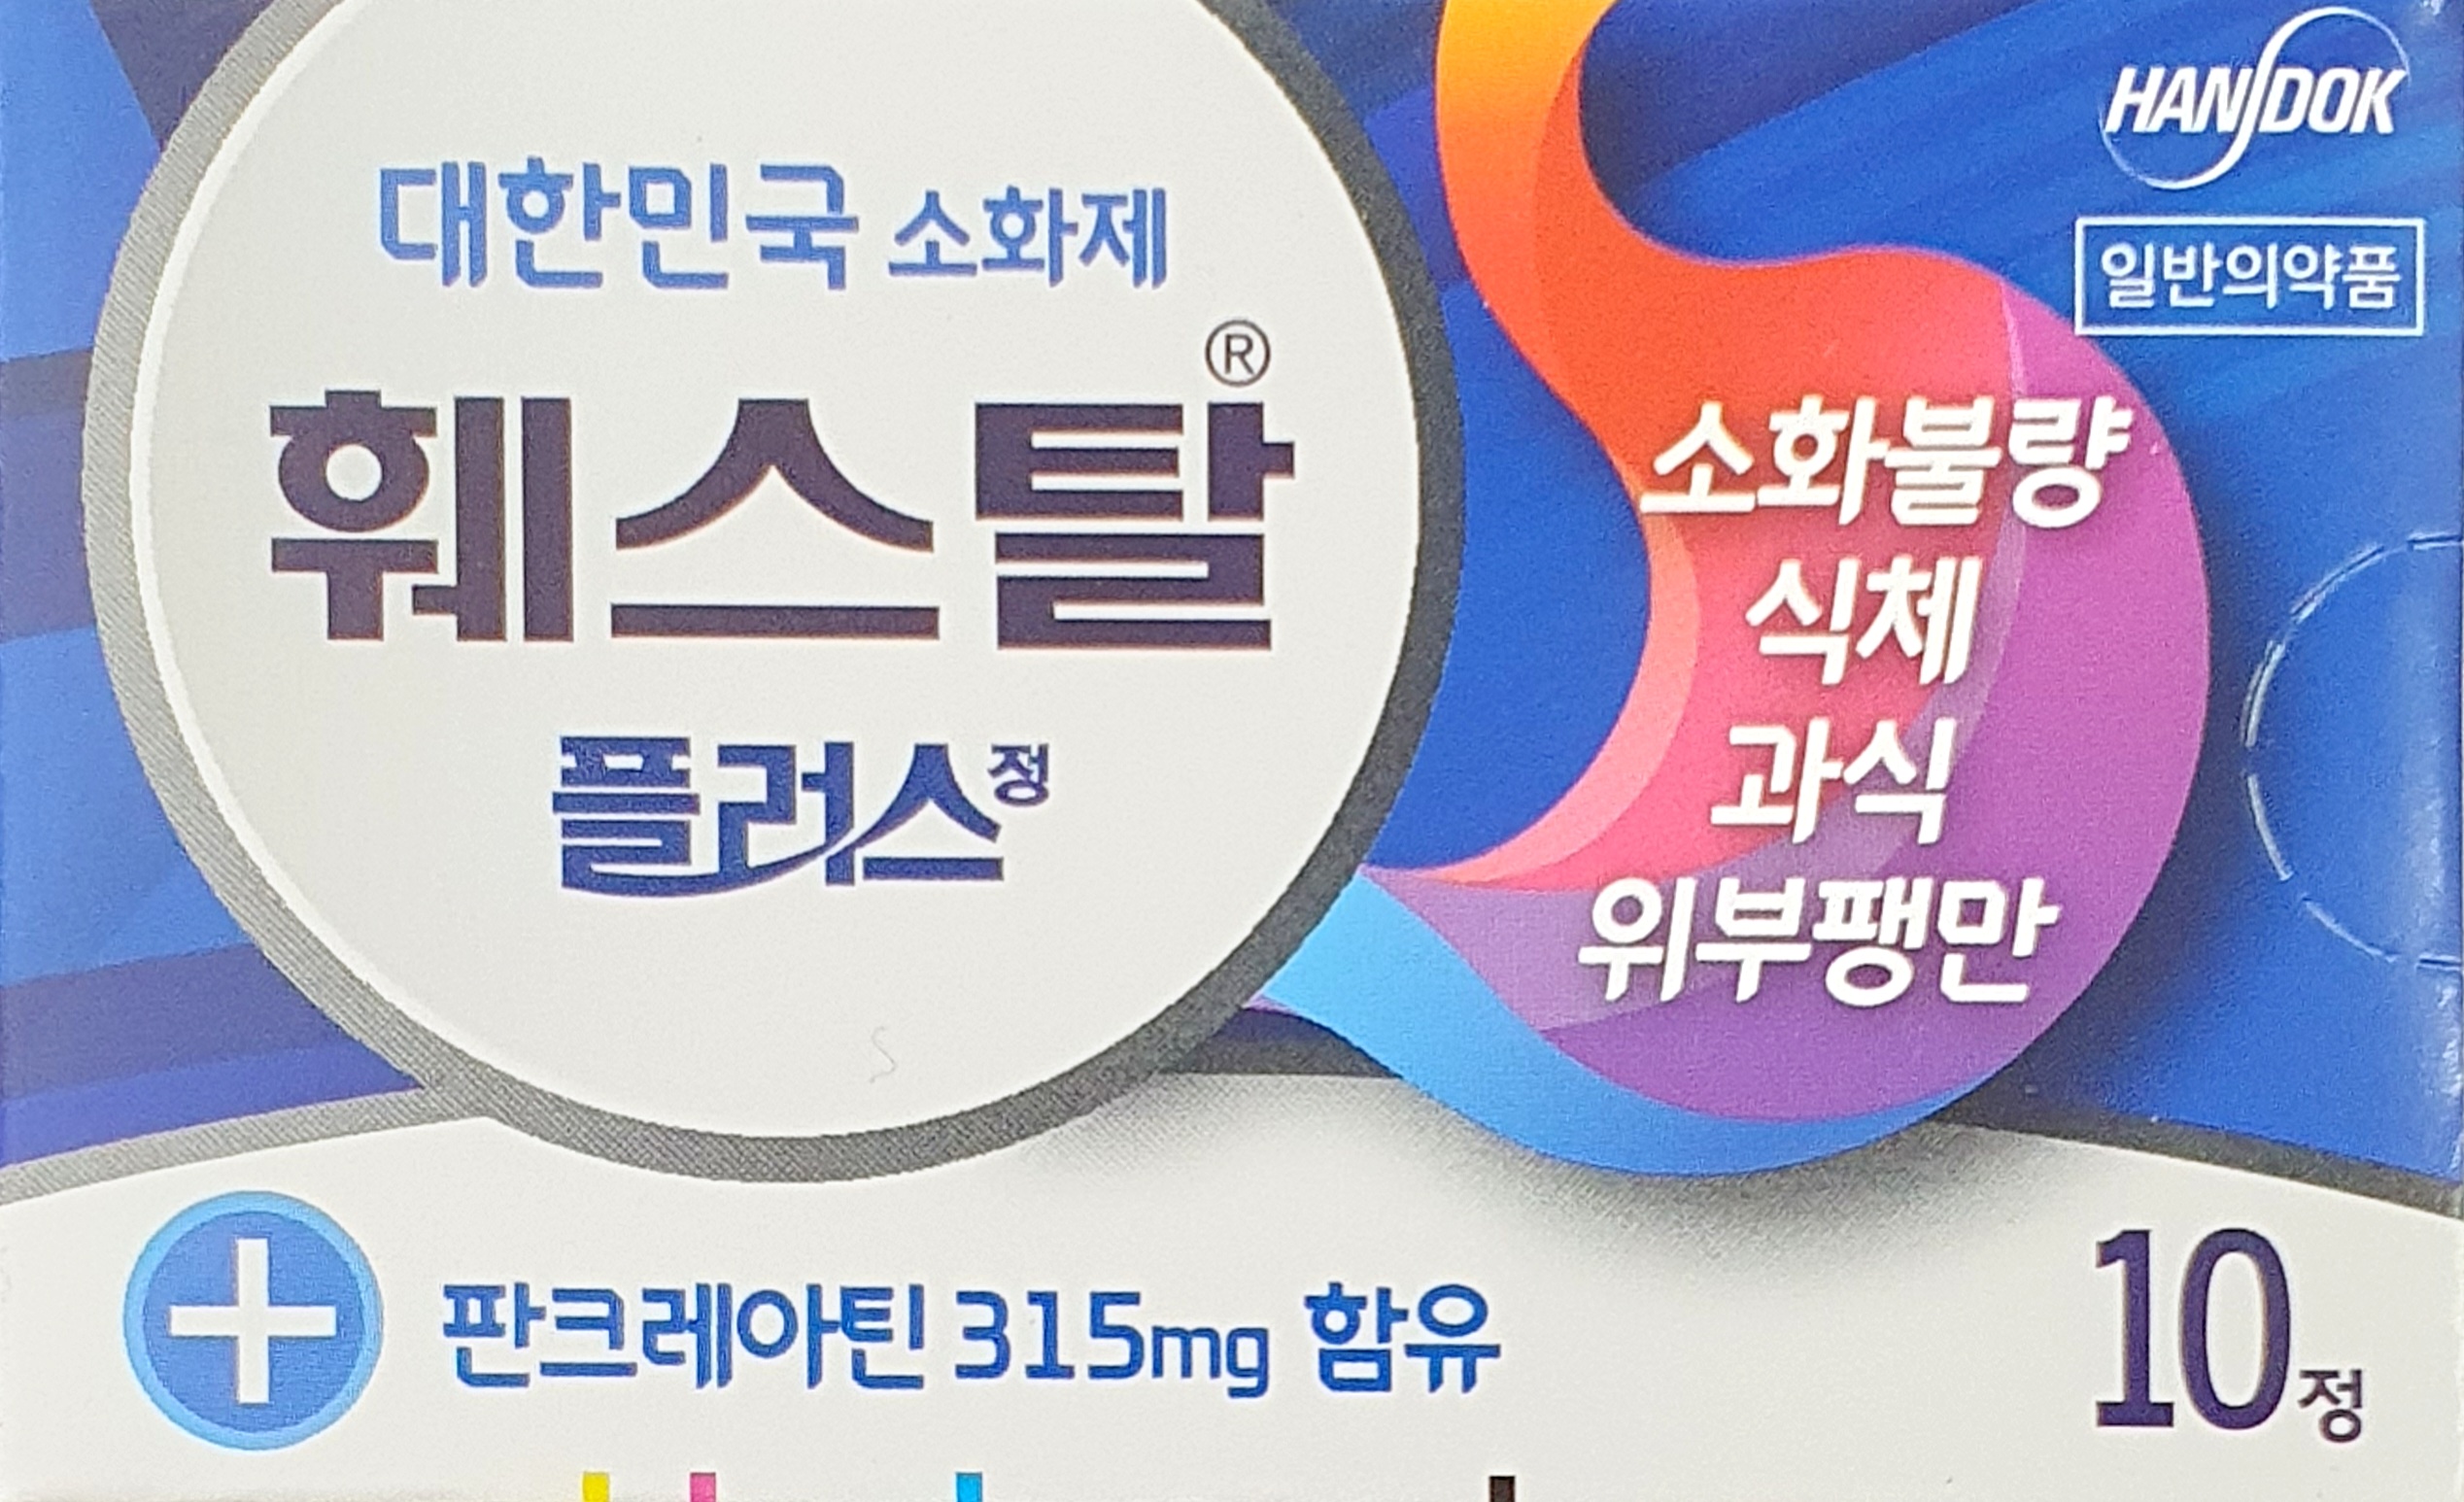 대한민국 소화제
훼스탈®
플러스정
HANDOK
일반의약품
소화불량
식체
과식
위부팽만
판크레아틴 315mg 함유
10정